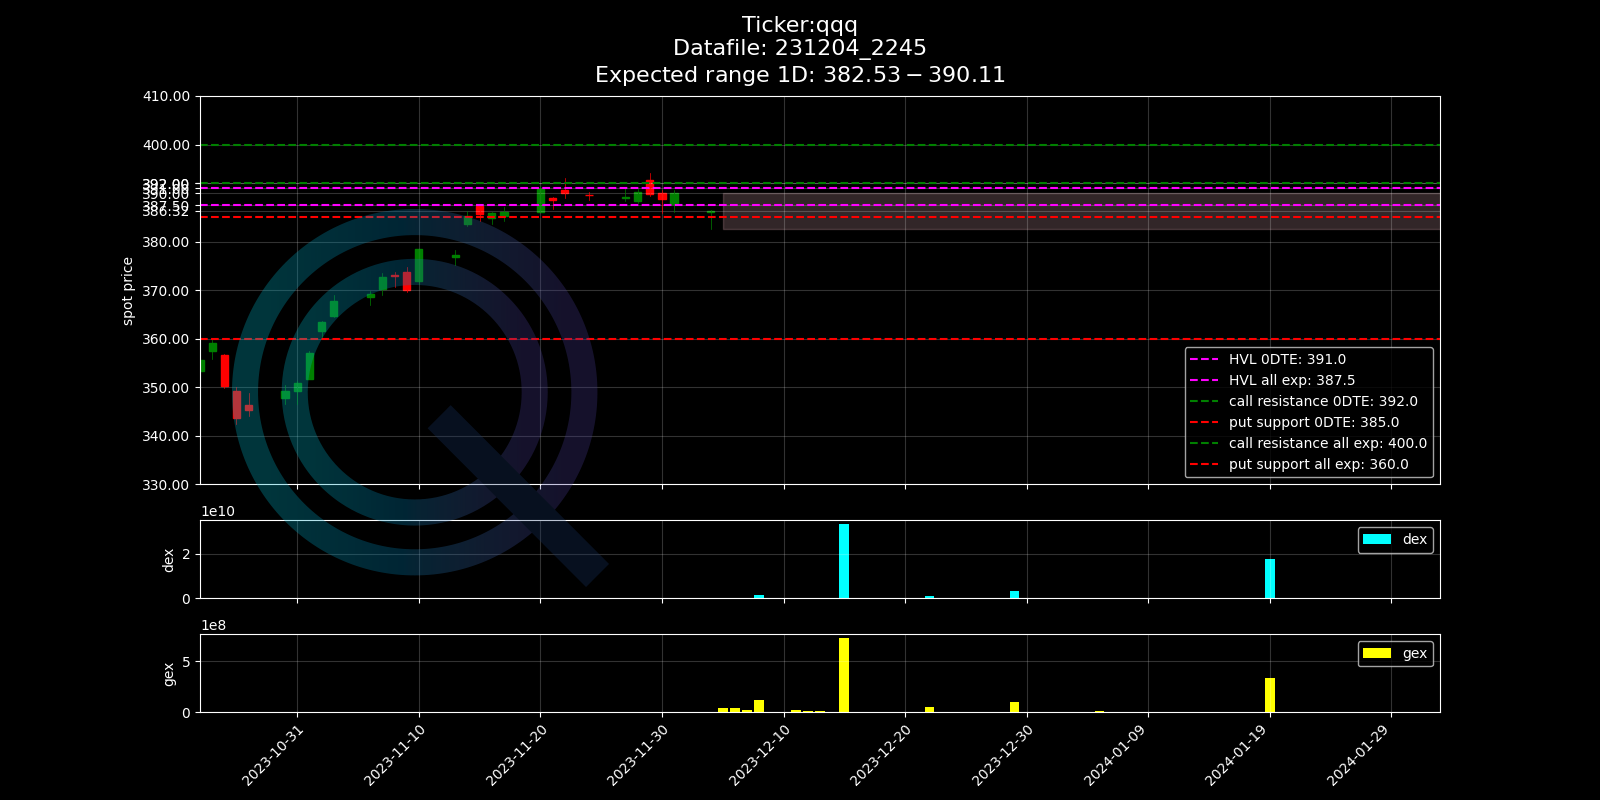 Ticker:qqq
Datafile: 231204_2245
Expected range 1D: 382.53 − 390.11
410.00
400.00
392.00
387.50
386.52
380.00
370.00
360.00
350.00
340.00
330.00
spot price
HVL 0DTE: 391.0
HVL all exp: 387.5
call resistance 0DTE: 392.0
put support 0DTE: 385.0
call resistance all exp: 400.0
put support all exp: 360.0
1e10
2
0
dex
dex
1e8
5
0
gex
gex
2023-10-31
2023-11-10
2023-11-20
2023-11-30
2023-12-10
2023-12-20
2023-12-30
2024-01-09
2024-01-19
2024-01-29